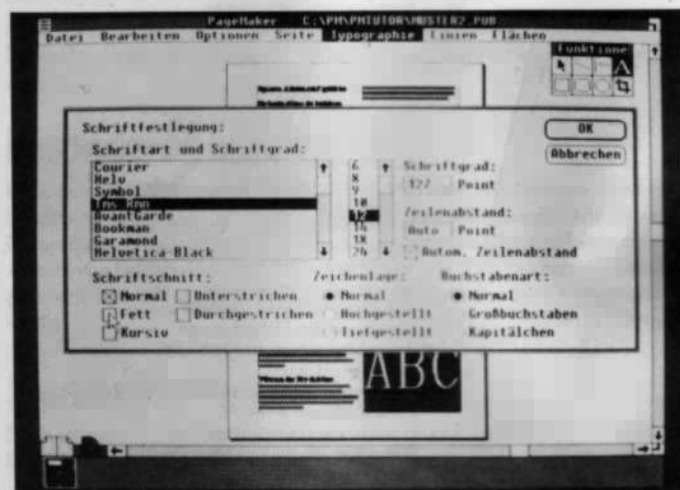 PageMaker C:\PM\PMTUTOR\MUSTER2.PUB
Datei Bearbeiten Optionen Seite Typographie Linien Flächen
Funktionen
A
Schriftfestlegung:
OK
Schriftart und Schriftgrad:
Abbrechen
Courier 6 Schriftgrad:
Helv 8
Symbol 9 12 Point
Tms Rmn 10
AvantGarde 12 Zeilenabstand:
Bookman 14 Auto Point
Garamond 18
Helvetica-Black 24 Autom. Zeilenabstand
Schriftschnitt: Zeichenlage: Buchstabenart:
Normal Unterstrichen Normal Normal
Fett Durchgestrichen Hochgestellt Großbuchstaben
Kursiv Tiefgestellt Kapitälchen
ABC